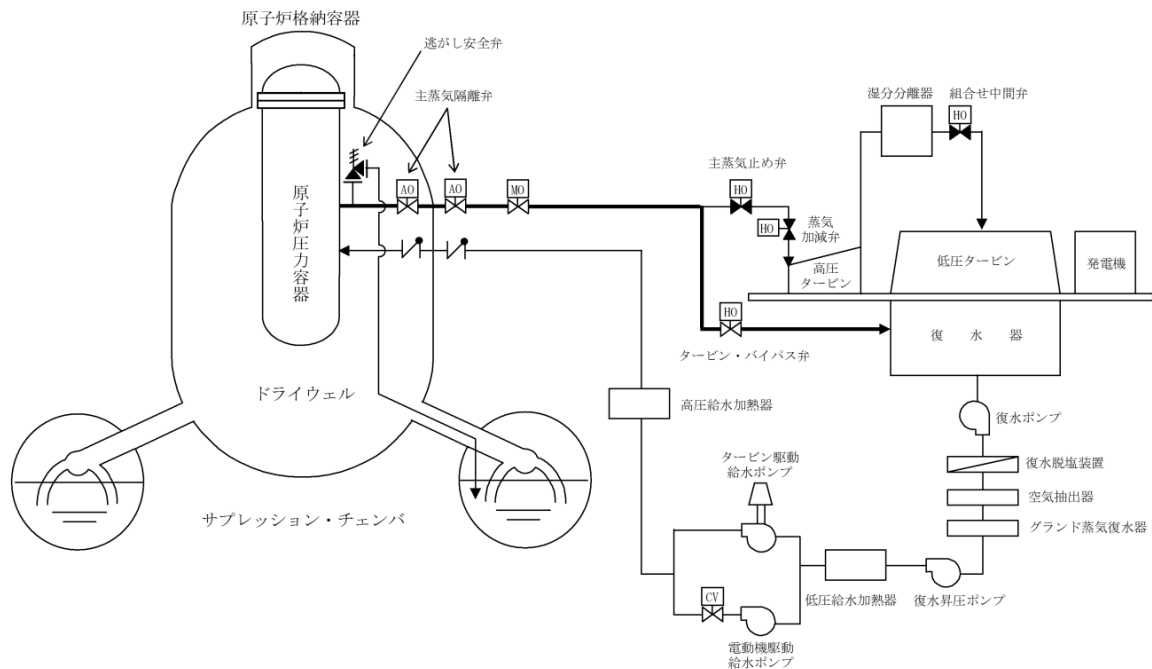 原子炉格納容器
逃がし安全弁
主蒸気隔離弁
湿分分離器
組合せ中間弁
HO
主蒸気止め弁
AO
AO
MO
HO
HO
蒸気
加減弁
原子炉圧力容器
高圧
タービン
低圧タービン
発電機
HO
復水器
タービン・バイパス弁
ドライウェル
高圧給水加熱器
復水ポンプ
タービン駆動
給水ポンプ
復水脱塩装置
空気抽出器
サプレッション・チェンバ
グランド蒸気復水器
CV
低圧給水加熱器
復水昇圧ポンプ
電動機駆動
給水ポンプ